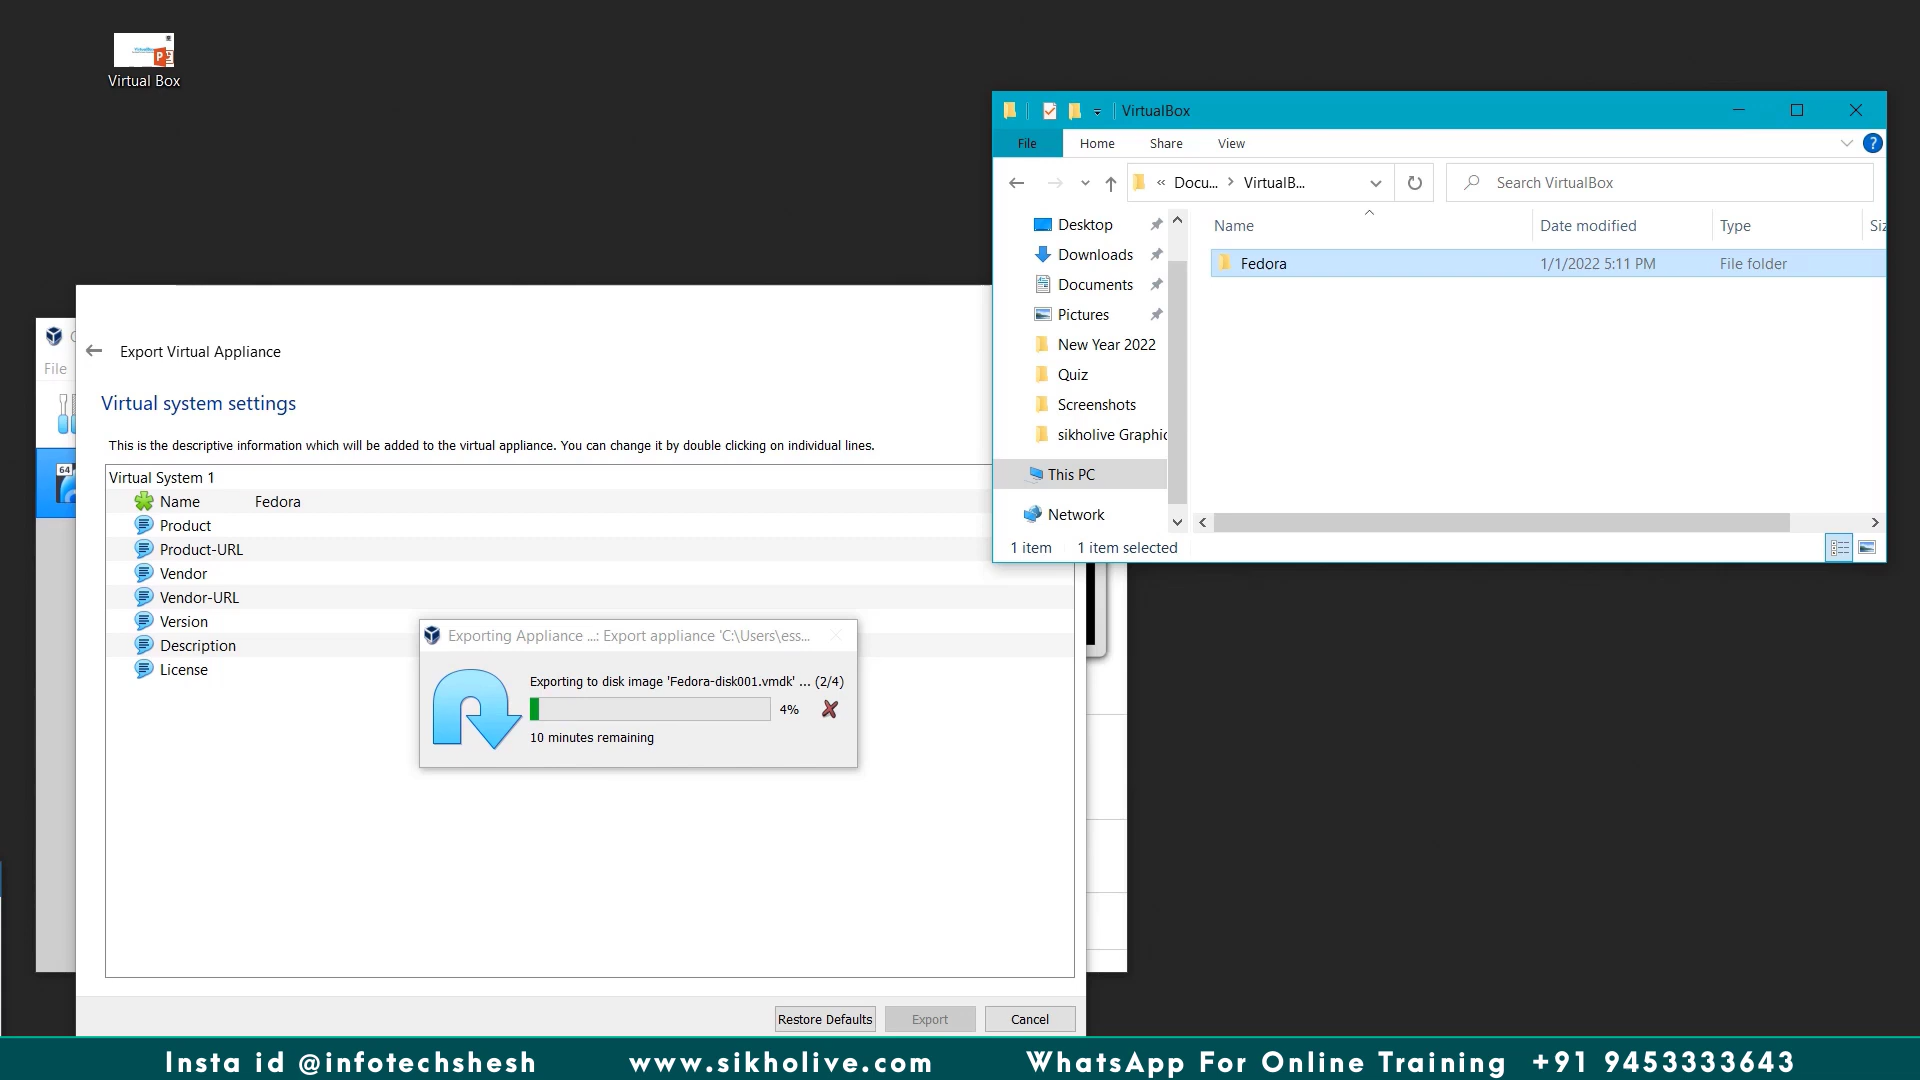 Virtual Box
VirtualBox
File
Home
Share
View
?
« Docu... > VirtualB...
Search VirtualBox
Desktop
Downloads
Documents
Pictures
New Year 2022
Quiz
Screenshots
sikholive Graphic
This PC
Network
Name
Date modified
Type
Siz
Fedora
1/1/2022 5:11 PM
File folder
1 item
1 item selected
File
64
Export Virtual Appliance
Virtual system settings
This is the descriptive information which will be added to the virtual appliance. You can change it by double clicking on individual lines.
Virtual System 1
Name Fedora
Product
Product-URL
Vendor
Vendor-URL
Version
Description
License
Exporting Appliance ...: Export appliance 'C:\Users\ess...
Exporting to disk image 'Fedora-disk001.vmdk' ... (2/4)
4%
10 minutes remaining
Restore Defaults
Export
Cancel
Insta id @infotechshesh www.sikholive.com WhatsApp For Online Training +91 9453333643